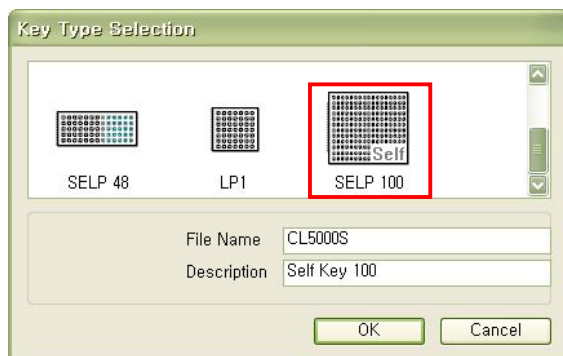 Key Type Selection
Self
SELP 48 LP1 SELP 100
File Name CL5000S
Description Self Key 100
OK Cancel